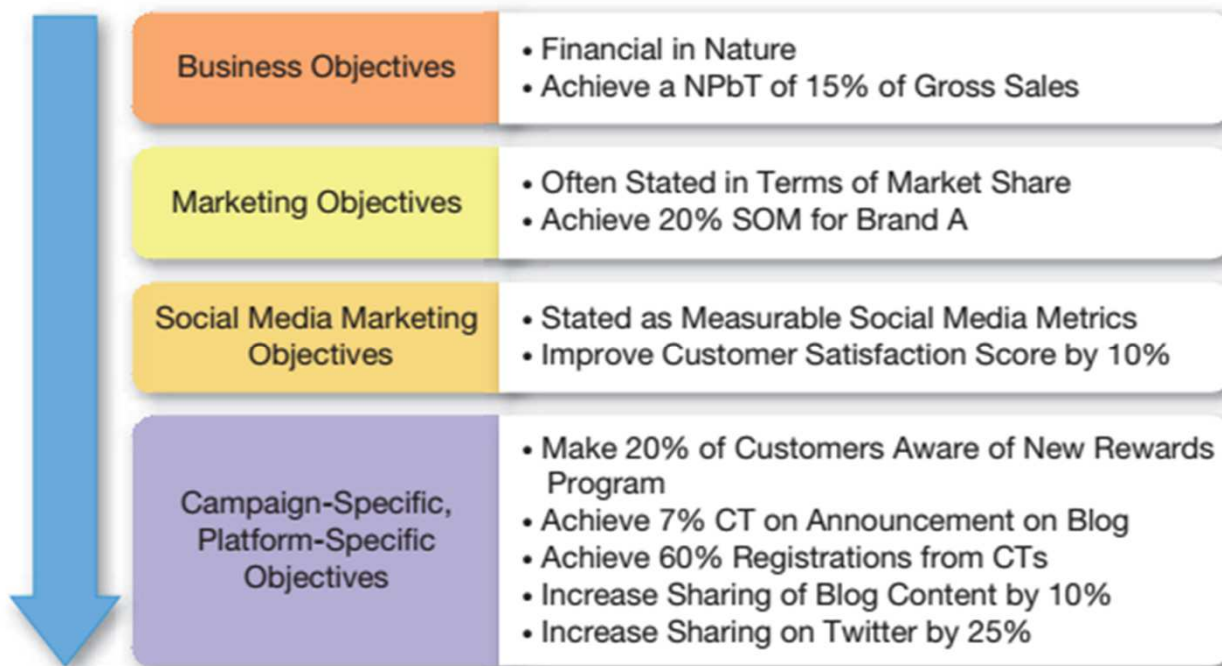 Business Objectives
• Financial in Nature
• Achieve a NPbT of 15% of Gross Sales
Marketing Objectives
• Often Stated in Terms of Market Share
• Achieve 20% SOM for Brand A
Social Media Marketing
Objectives
• Stated as Measurable Social Media Metrics
• Improve Customer Satisfaction Score by 10%
Campaign-Specific,
Platform-Specific
Objectives
• Make 20% of Customers Aware of New Rewards
Program
• Achieve 7% CT on Announcement on Blog
• Achieve 60% Registrations from CTs
• Increase Sharing of Blog Content by 10%
• Increase Sharing on Twitter by 25%